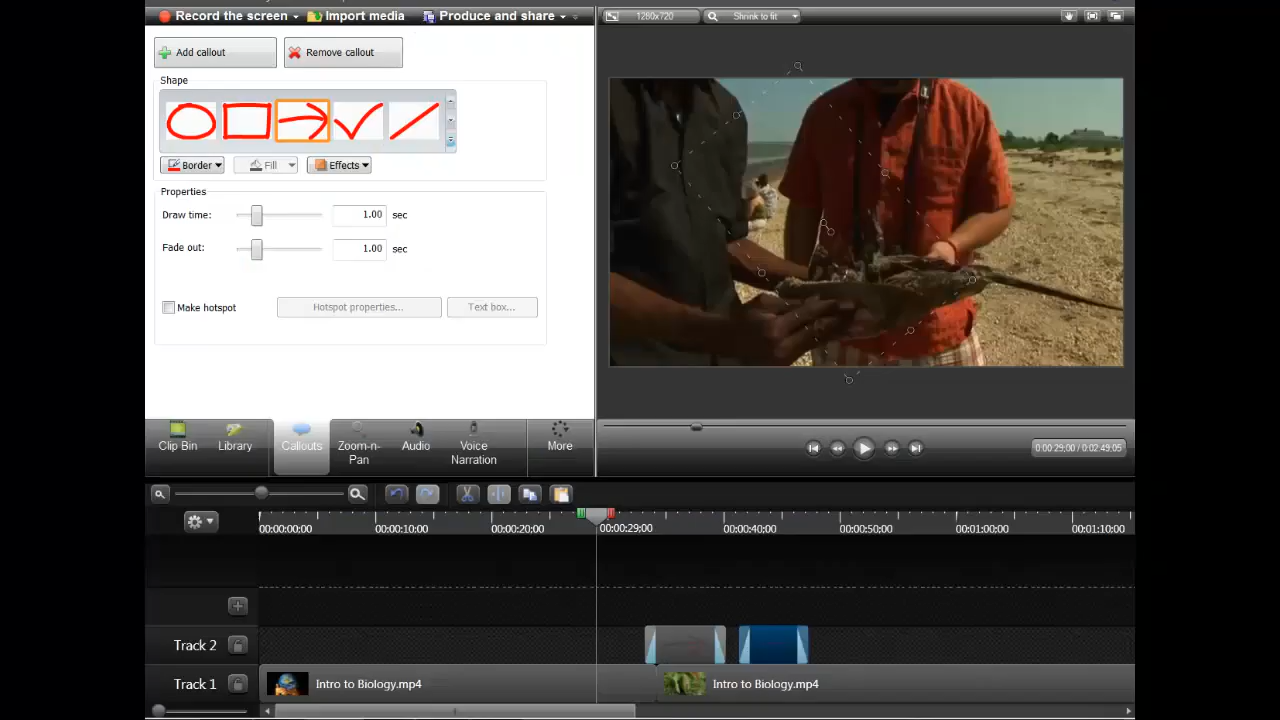 Record the screen Import media Produce and share
1280x720 Shrink to fit
Add callout Remove callout
Shape
Border Fill Effects
Properties
Draw time: 1.00 sec
Fade out: 1.00 sec
Make hotspot Hotspot properties... Text box...
Clip Bin Library Callouts Zoom-n-Pan Audio Voice Narration More
0:00:29;00 / 0:02:49;05
00:00:00;00 00:00:10;00 00:00:20;00 00:00:29;00 00:00:40;00 00:00:50;00 00:01:00;00 00:01:10;00
Track 2
Track 1 Intro to Biology.mp4 Intro to Biology.mp4